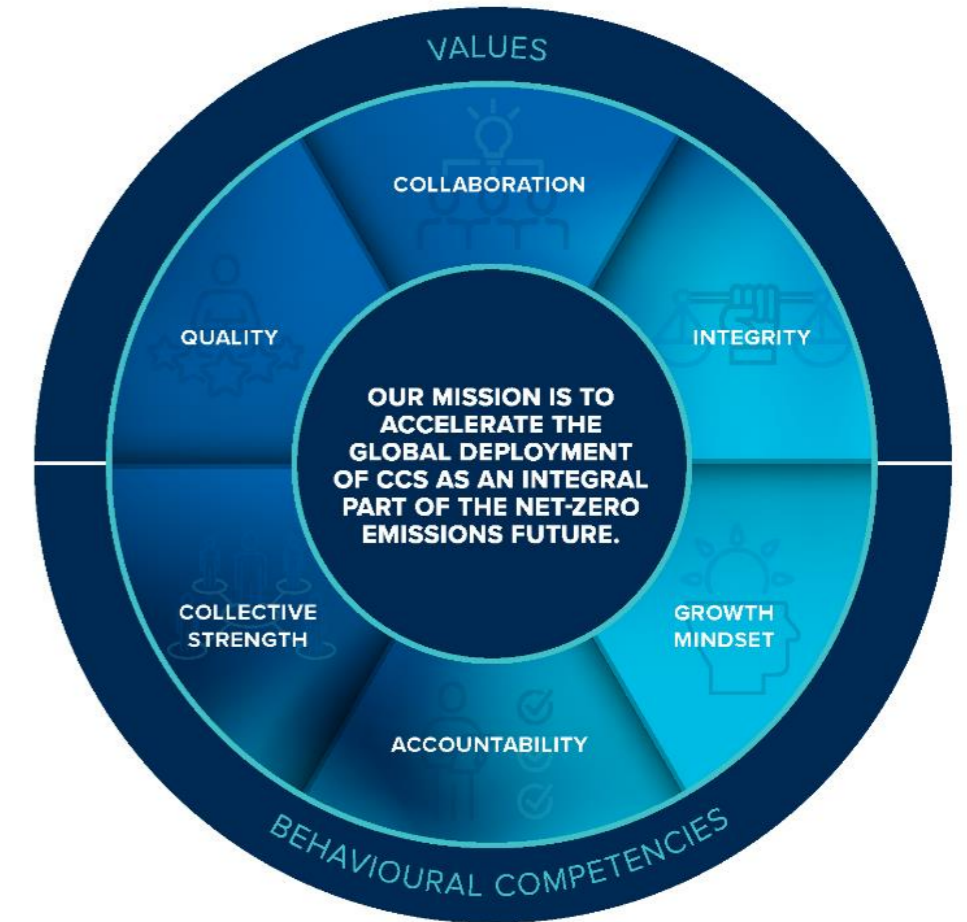 VALUES
COLLABORATION
QUALITY
INTEGRITY
OUR MISSION IS TO
ACCELERATE THE
GLOBAL DEPLOYMENT
OF CCS AS AN INTEGRAL
PART OF THE NET-ZERO
EMISSIONS FUTURE.
COLLECTIVE
STRENGTH
GROWTH
MINDSET
ACCOUNTABILITY
BEHAVIOURAL COMPETENCIES